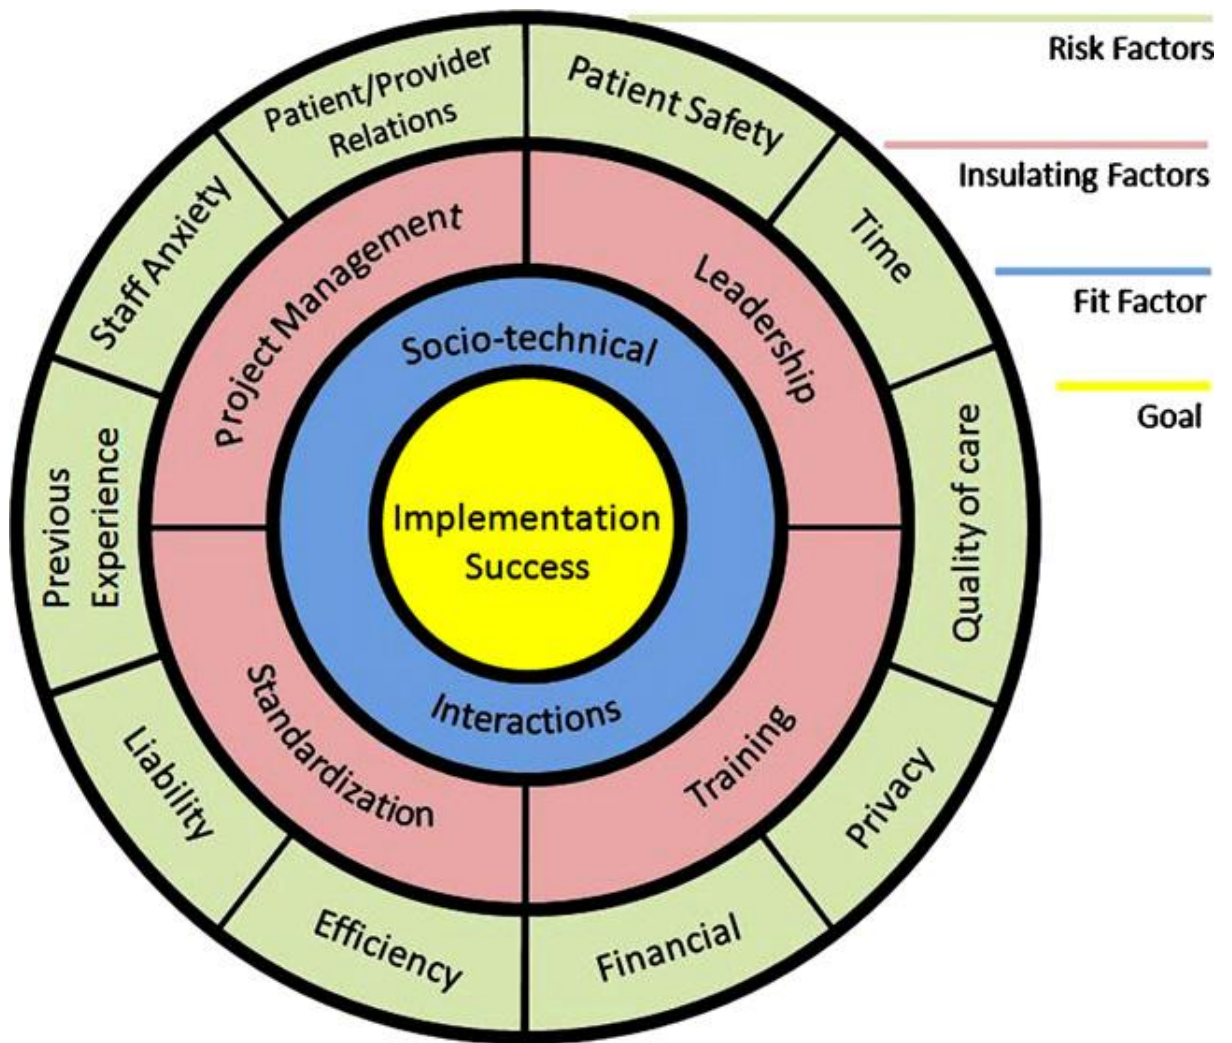 Risk Factors
Insulating Factors
Fit Factor
Goal
Patient/Provider
Relations
Patient Safety
Time
Quality of care
Privacy
Financial
Efficiency
Liability
Previous
Experience
Staff Anxiety
Project Management
Leadership
Training
Standardization
Socio-technical
Interactions
Implementation
Success